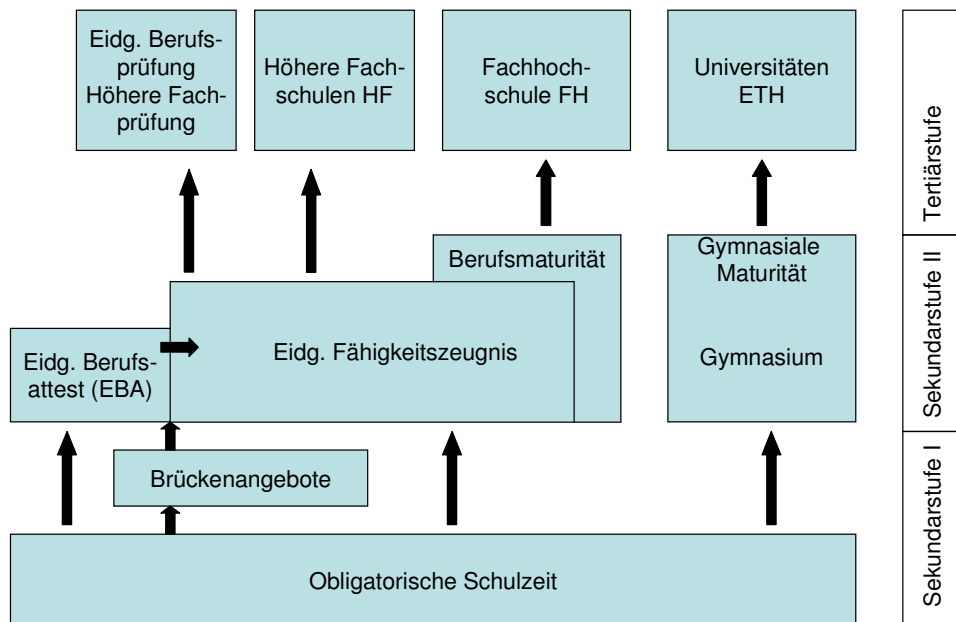 Eidg. Berufs-
prüfung
Höhere Fach-
prüfung
Höhere Fach-
schulen HF
Fachhoch-
schule FH
Universitäten
ETH
Tertiärstufe
Berufsmaturität
Gymnasiale
Maturität
Eidg. Berufs-
attest (EBA)
Eidg. Fähigkeitszeugnis
Gymnasium
Sekundarstufe II
Brückenangebote
Obligatorische Schulzeit
Sekundarstufe I